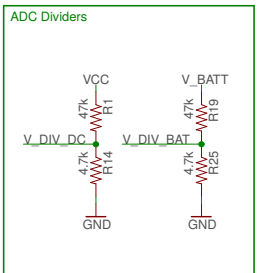 ADC Dividers
VCC
V_BATT
47k
R1
47k
R19
V_DIV_DC
V_DIV_BAT
4.7k
R14
4.7k
R25
GND
GND